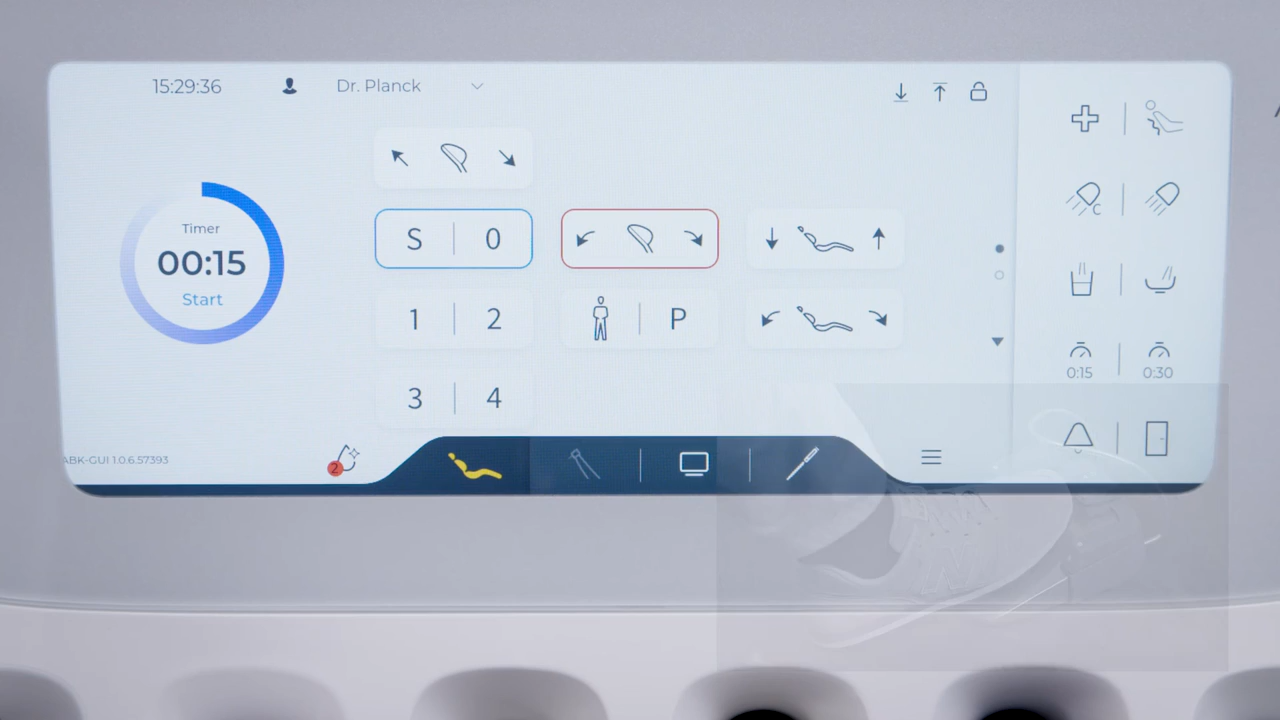 15:29:36 Dr. Planck
Timer
00:15
Start
S 0
1 2
P
3 4
C
0:15 0:30
ABK-GUI 1.0.6.57393
2